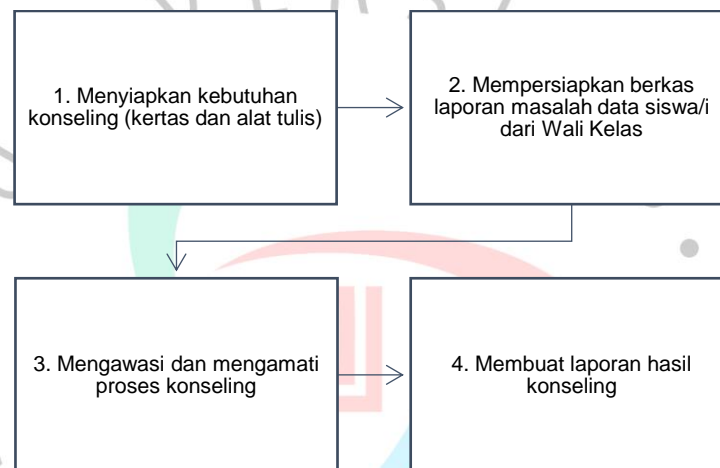 1. Menyiapkan kebutuhan
konseling (kertas dan alat tulis)
2. Mempersiapkan berkas
laporan masalah data siswa/i
dari Wali Kelas
3. Mengawasi dan mengamati
proses konseling
4. Membuat laporan hasil
konseling